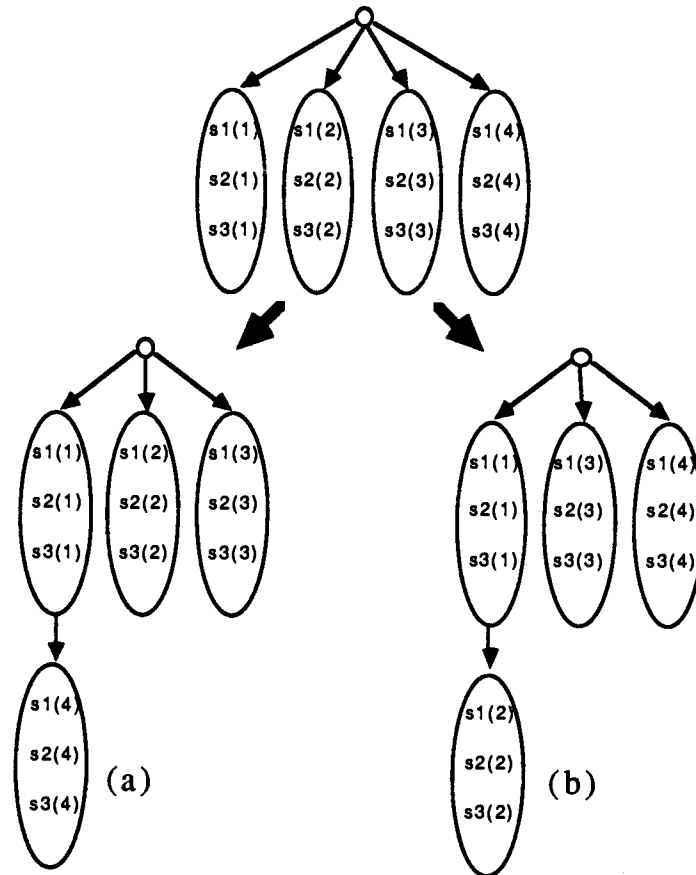 s1(1) s1(2) s1(3) s1(4)
s2(1) s2(2) s2(3) s2(4)
s3(1) s3(2) s3(3) s3(4)
s1(1) s1(2) s1(3)
s2(1) s2(2) s2(3)
s3(1) s3(2) s3(3)
s1(4)
s2(4)
s3(4)
(a)
s1(1) s1(3) s1(4)
s2(1) s2(3) s2(4)
s3(1) s3(3) s3(4)
s1(2)
s2(2)
s3(2)
(b)